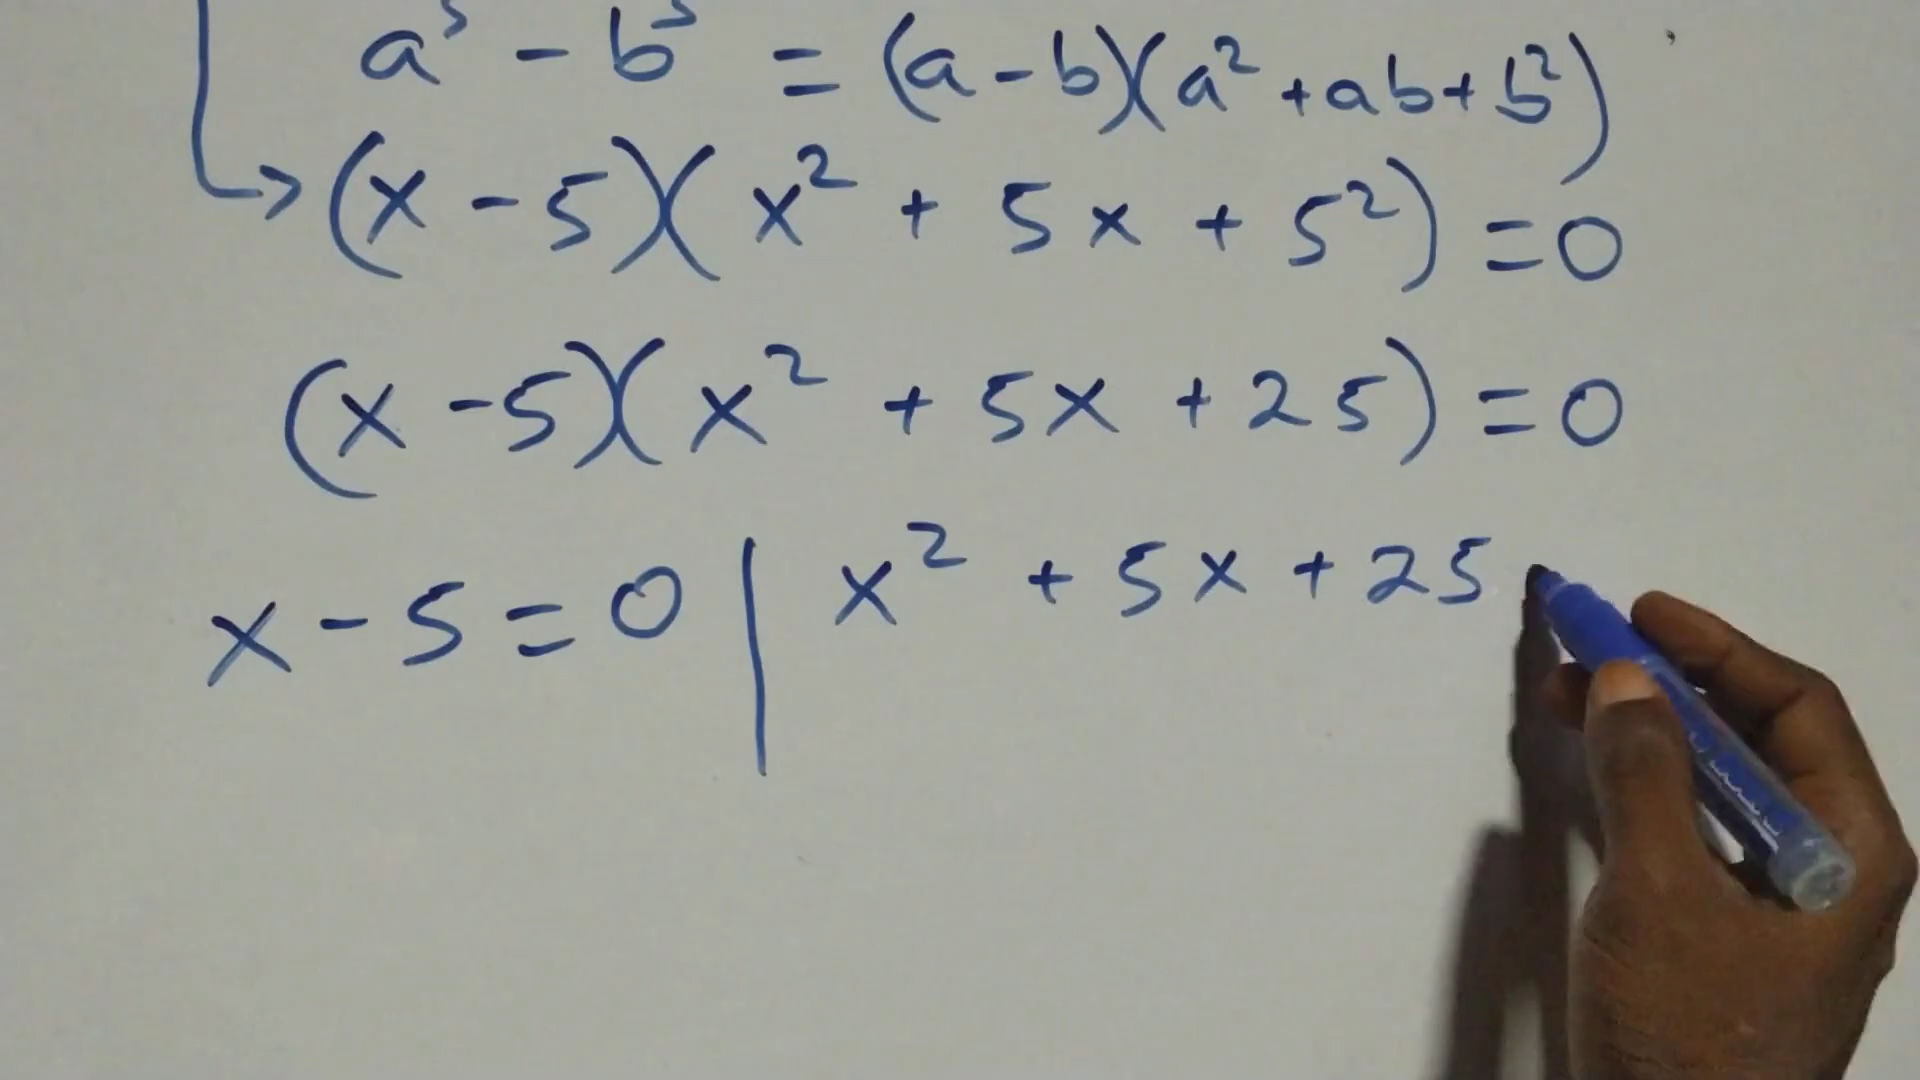 a³ - b³ = (a - b)(a² + ab + b²)
(x - 5)(x² + 5x + 5²) = 0
(x - 5)(x² + 5x + 25) = 0
x - 5 = 0 | x² + 5x + 25